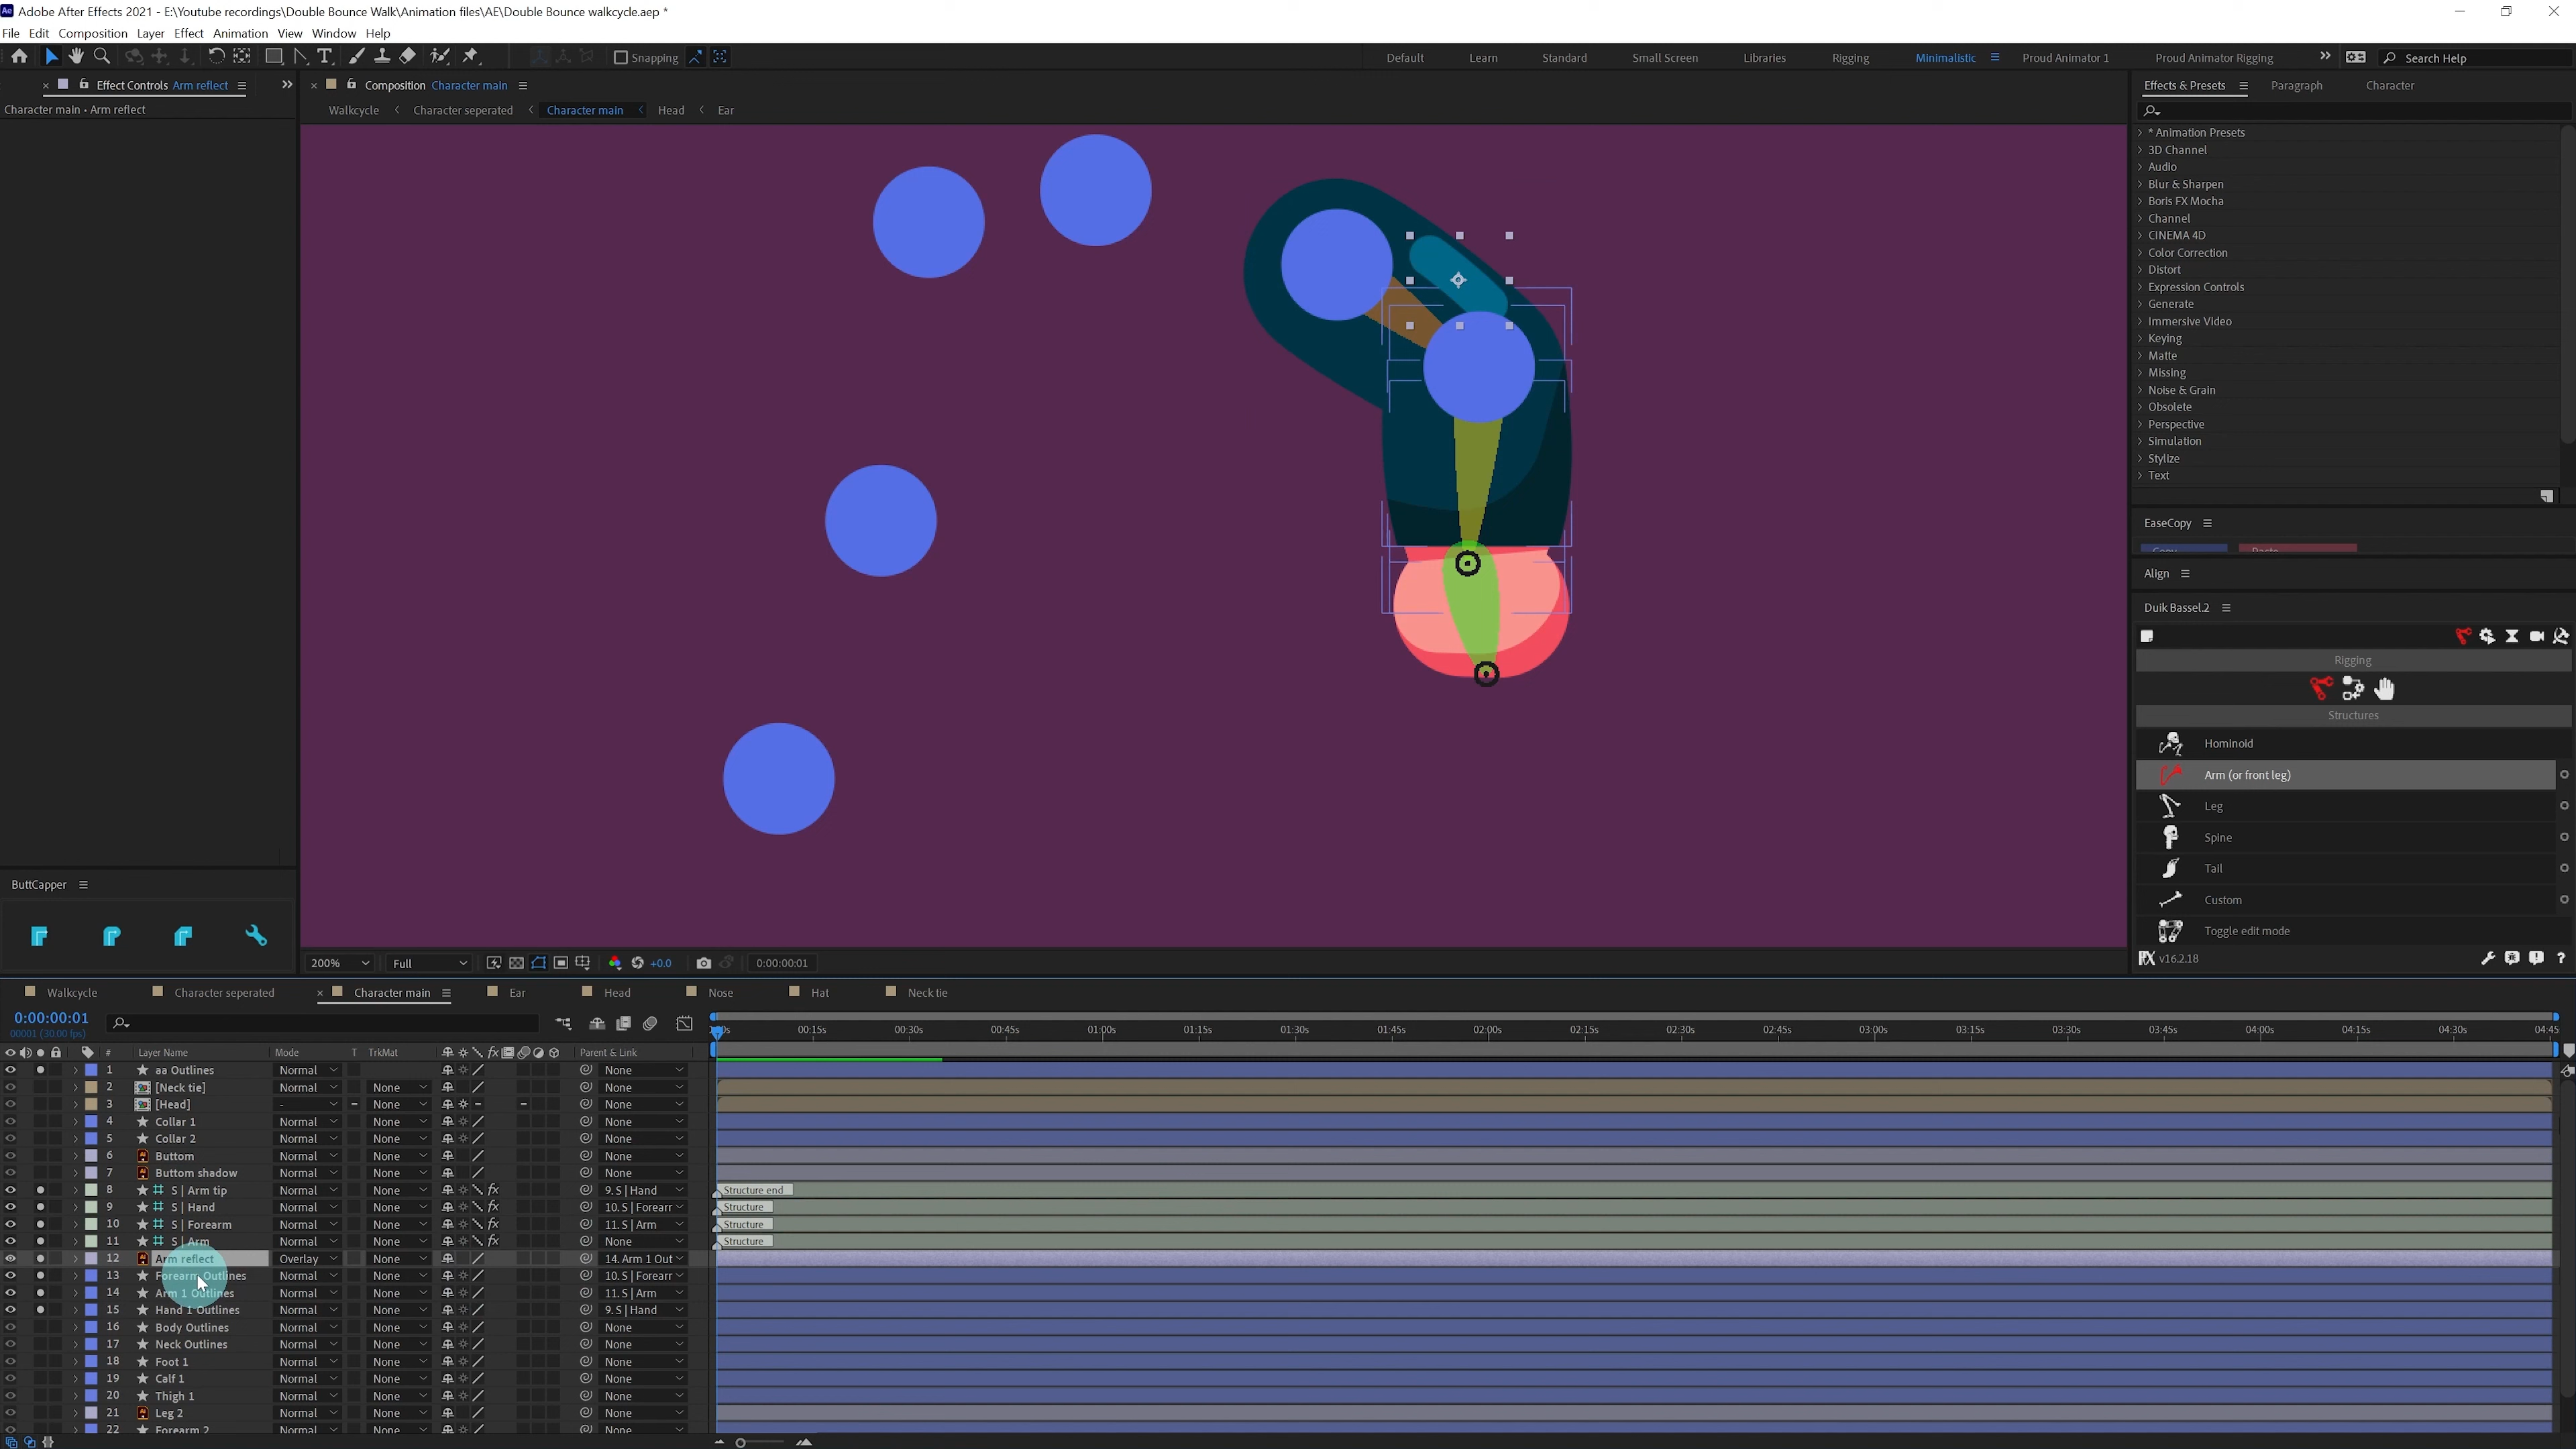 Adobe After Effects 2021 - E:\Youtube recordings\Double Bounce Walk\Animation files\AE\Double Bounce walkcycle.aep *
File Edit Composition Layer Effect Animation View Window Help
Snapping Default Learn Standard Small Screen Libraries Rigging Minimalistic Proud Animator 1 Proud Animator Rigging Search Help
Effect Controls Arm reflect
Character main • Arm reflect
Composition Character main
Walkcycle Character seperated Character main Head Ear
Effects & Presets Paragraph Character
* Animation Presets
3D Channel
Audio
Blur & Sharpen
Boris FX Mocha
Channel
CINEMA 4D
Color Correction
Distort
Expression Controls
Generate
Immersive Video
Keying
Matte
Missing
Noise & Grain
Obsolete
Perspective
Simulation
Stylize
Text
EaseCopy
Copy Paste
Align
Duik Bassel.2
Rigging
Structures
Hominoid
Arm (or front leg)
Leg
Spine
Tail
Custom
Toggle edit mode
v16.2.18
ButtCapper
200% Full +0.0 0:00:00:01
Walkcycle Character seperated Character main Ear Head Nose Hat Neck tie
0:00:00:01
00001 (30.00 fps)
00:15s 00:30s 00:45s 01:00s 01:15s 01:30s 01:45s 02:00s 02:15s 02:30s 02:45s 03:00s 03:15s 03:30s 03:45s 04:00s 04:15s 04:30s 04:45
# Layer Name Mode T TrkMat Parent & Link
1 aa Outlines Normal None
2 [Neck tie] Normal None None
3 [Head] - None None
4 Collar 1 Normal None None
5 Collar 2 Normal None None
6 Buttom Normal None None
7 Buttom shadow Normal None None
8 S | Arm tip Normal None 9. S | Hand Structure end
9 S | Hand Normal None 10. S | Forearr Structure
10 S | Forearm Normal None 11. S | Arm Structure
11 S | Arm Normal None None Structure
12 Arm reflect Overlay None 14. Arm 1 Out
13 Forearm Outlines Normal None 10. S | Forearr
14 Arm 1 Outlines Normal None 11. S | Arm
15 Hand 1 Outlines Normal None 9. S | Hand
16 Body Outlines Normal None None
17 Neck Outlines Normal None None
18 Foot 1 Normal None None
19 Calf 1 Normal None None
20 Thigh 1 Normal None None
21 Leg 2 Normal None None
22 Forearm 2 Normal None None